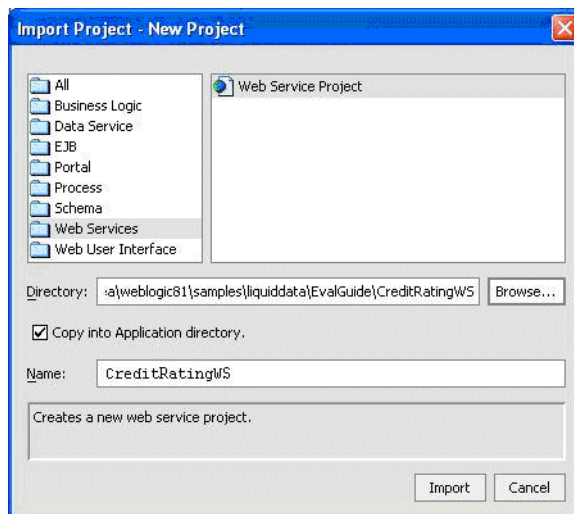 Import Project - New Project
All
Business Logic
Data Service
EJB
Portal
Process
Schema
Web Services
Web User Interface
Web Service Project
Directory: :a\weblogic81\samples\liquiddata\EvalGuide\CreditRatingWS Browse...
Copy into Application directory.
Name: CreditRatingWS
Creates a new web service project.
Import Cancel